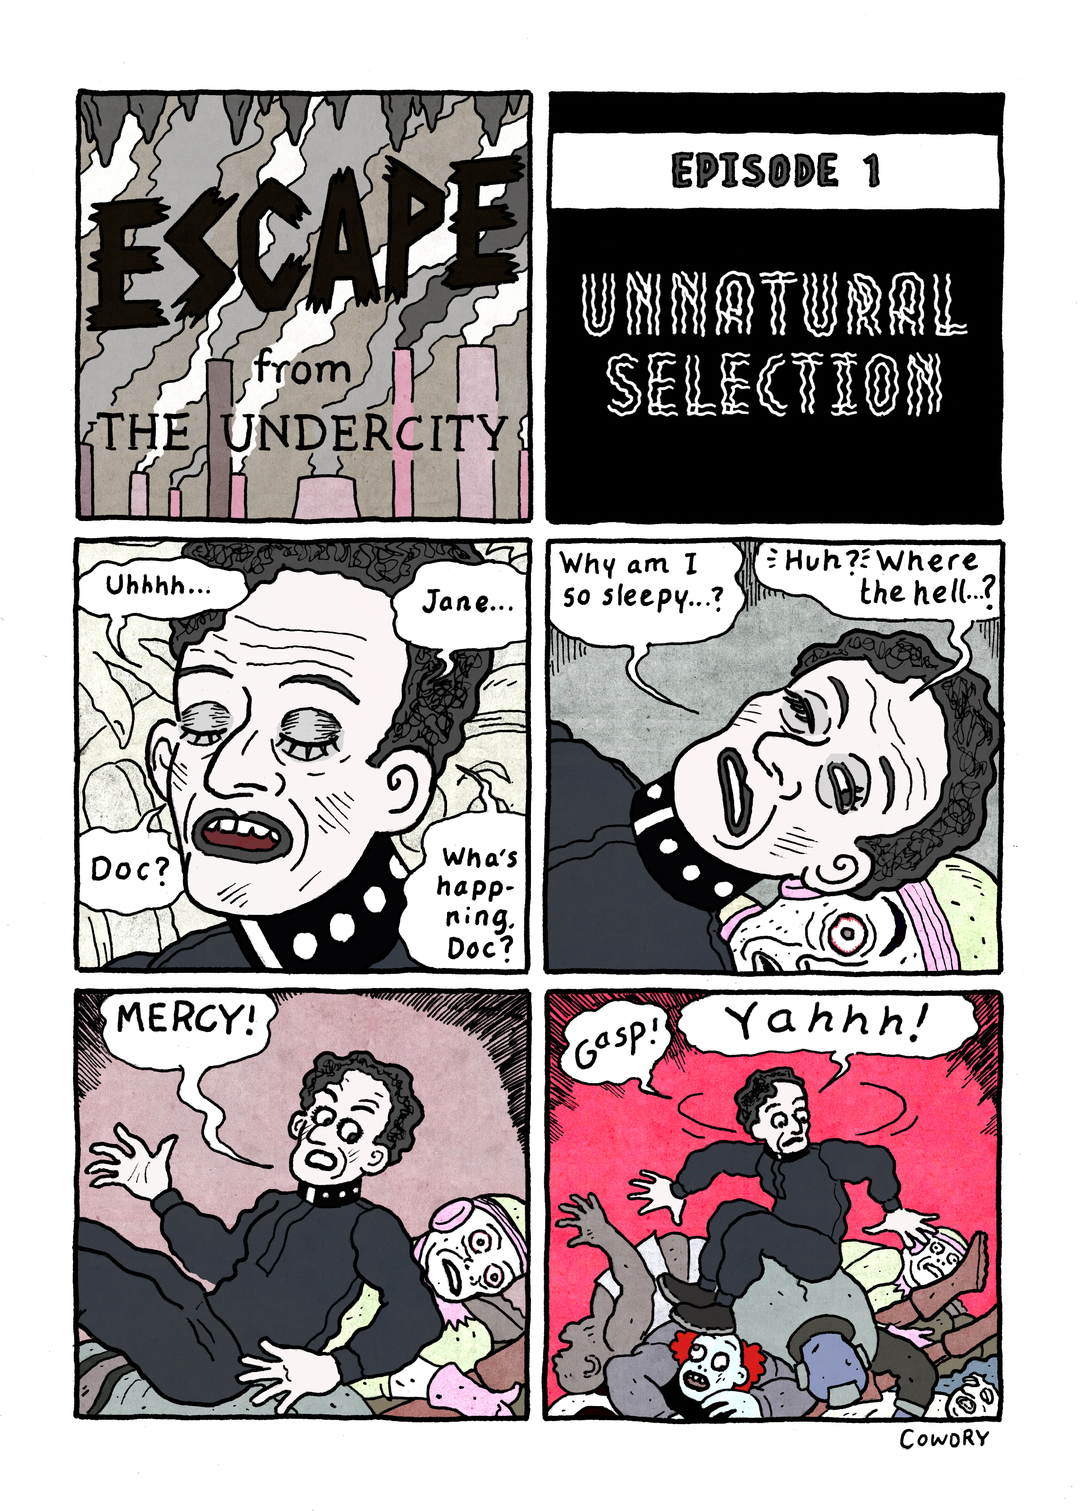 ESCAPE
from
THE UNDERCITY
EPISODE 1
UNNATURAL
SELECTION
Uhhhh...
Jane...
Doc?
Wha's
happ-
ning,
Doc?
Why am I
so sleepy...?
Huh? Where
the hell...?
MERCY!
Gasp!
Yahhh!
COWDRY